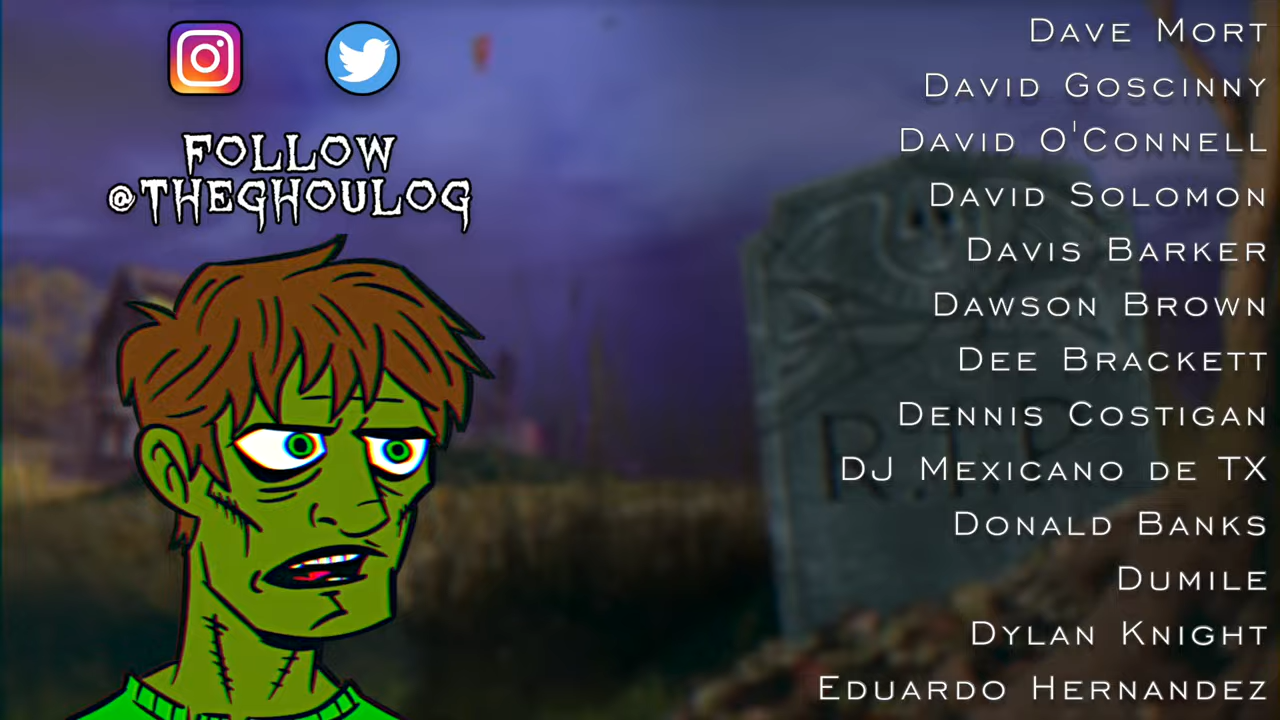 FOLLOW
@THEGHOULOG
DAVE MORT
DAVID GOSCINNY
DAVID O'CONNELL
DAVID SOLOMON
DAVIS BARKER
DAWSON BROWN
DEE BRACKETT
DENNIS COSTIGAN
DJ MEXICANO DE TX
DONALD BANKS
DUMILE
DYLAN KNIGHT
EDUARDO HERNANDEZ
R.I.P